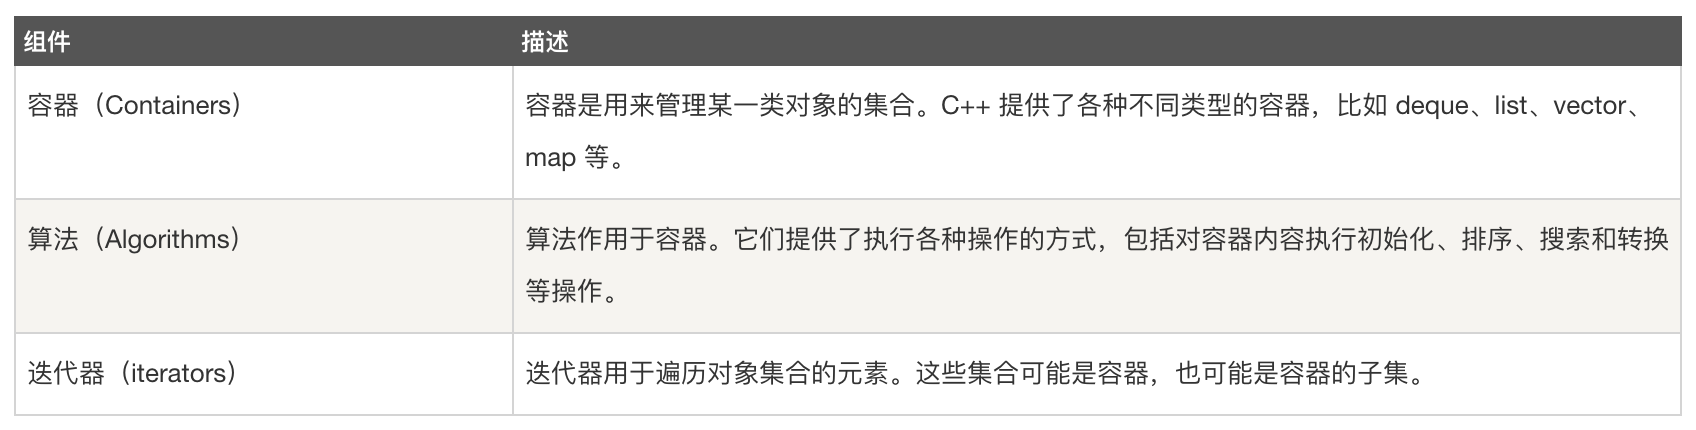 组件
描述
容器（Containers）
容器是用来管理某一类对象的集合。C++ 提供了各种不同类型的容器，比如 deque、list、vector、
map 等。
算法（Algorithms）
算法作用于容器。它们提供了执行各种操作的方式，包括对容器内容执行初始化、排序、搜索和转换
等操作。
迭代器（iterators）
迭代器用于遍历对象集合的元素。这些集合可能是容器，也可能是容器的子集。